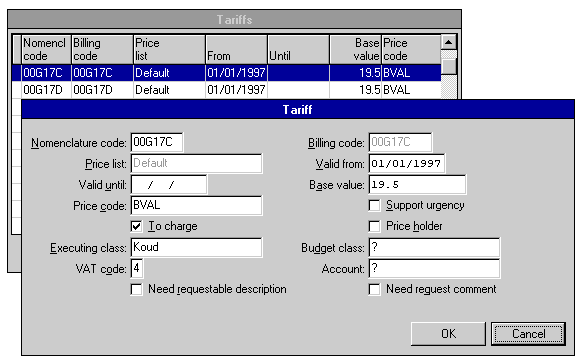 Tariffs
Nomencl code Billing code Price list From Until Base value Price code
00G17C 00G17C Default 01/01/1997 19.5 BVAL
00G17D 00G17D Default 01/01/1997 19.5 BVAL
Tariff
Nomenclature code: 00G17C Billing code: 00G17C
Price list: Default Valid from: 01/01/1997
Valid until: / / Base value: 19.5
Price code: BVAL Support urgency
To charge Price holder
Executing class: Koud Budget class: ?
VAT code: 4 Account: ?
Need requestable description Need reguest comment
OK Cancel